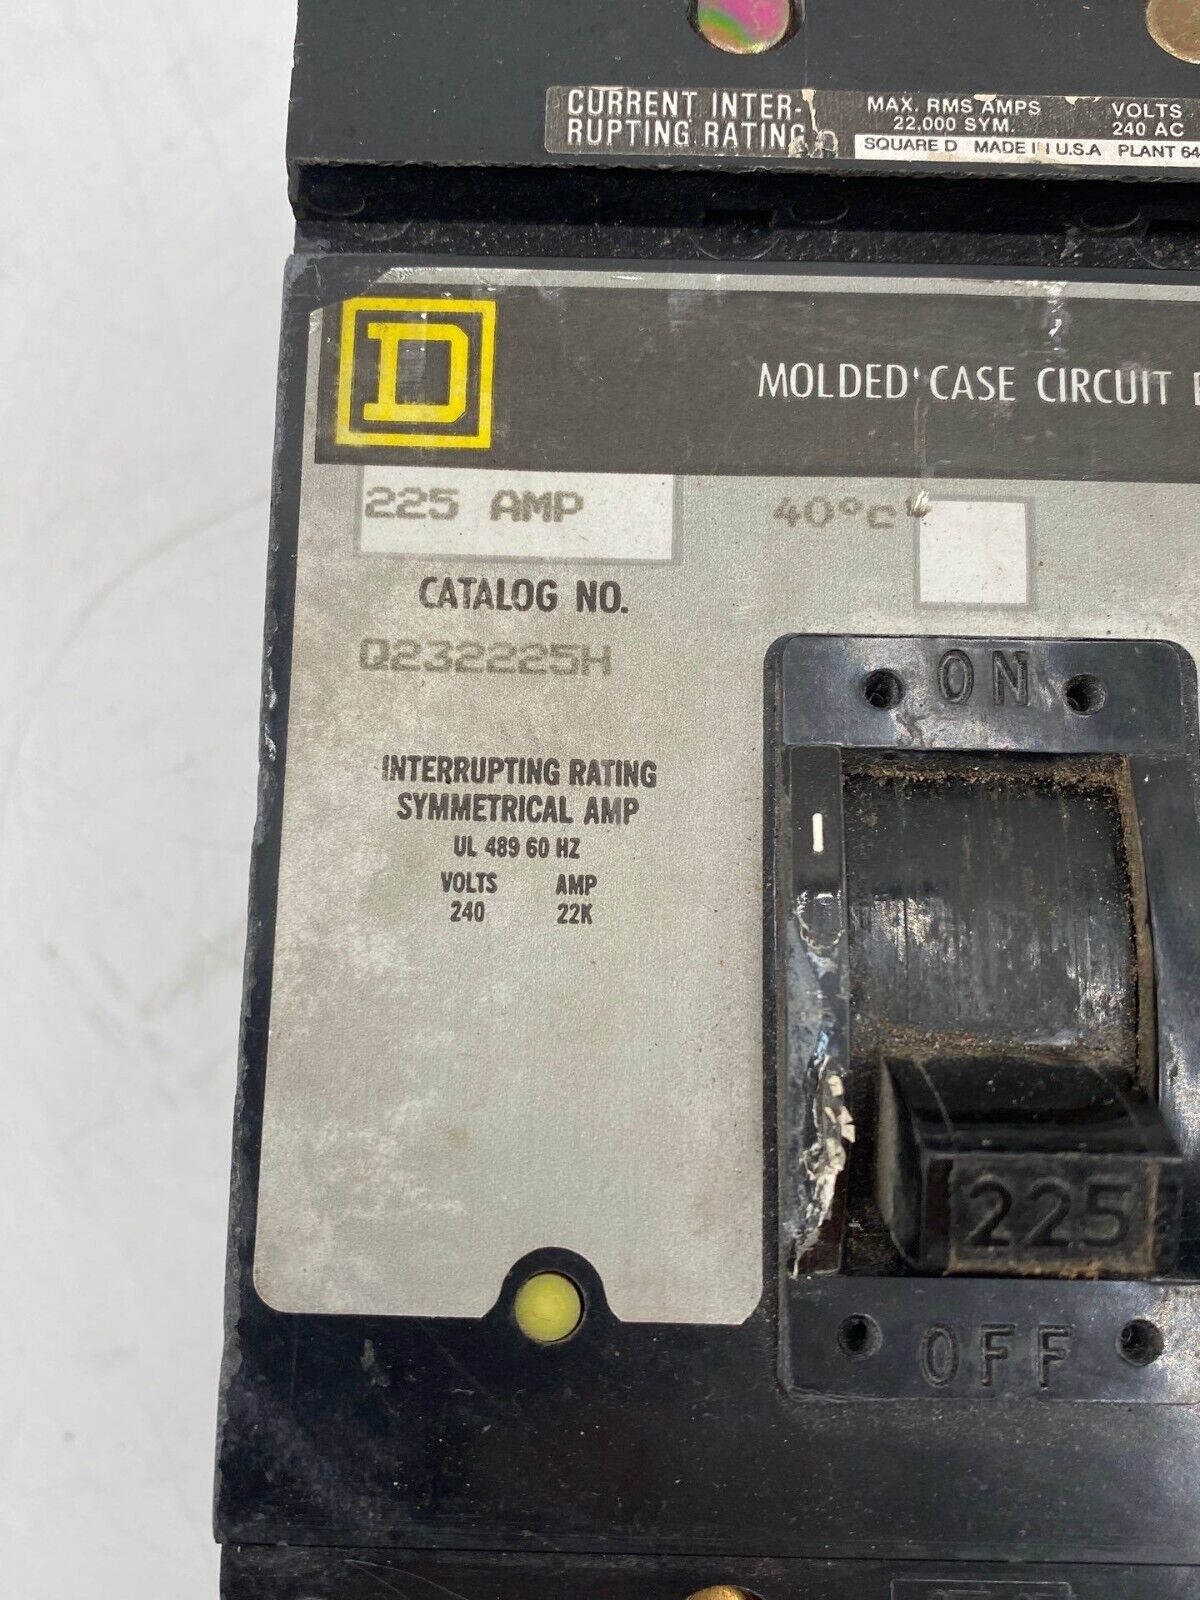 CURRENT INTER-
RUPTING RATING
MAX. RMS AMPS
22,000 SYM.
VOLTS
240 AC
SQUARE D MADE IN U.S.A PLANT 64
D
MOLDED CASE CIRCUIT
225 AMP
40°C
CATALOG NO.
Q232225H
INTERRUPTING RATING
SYMMETRICAL AMP
UL 489 60 HZ
VOLTS AMP
240 22K
ON
I
225
OFF